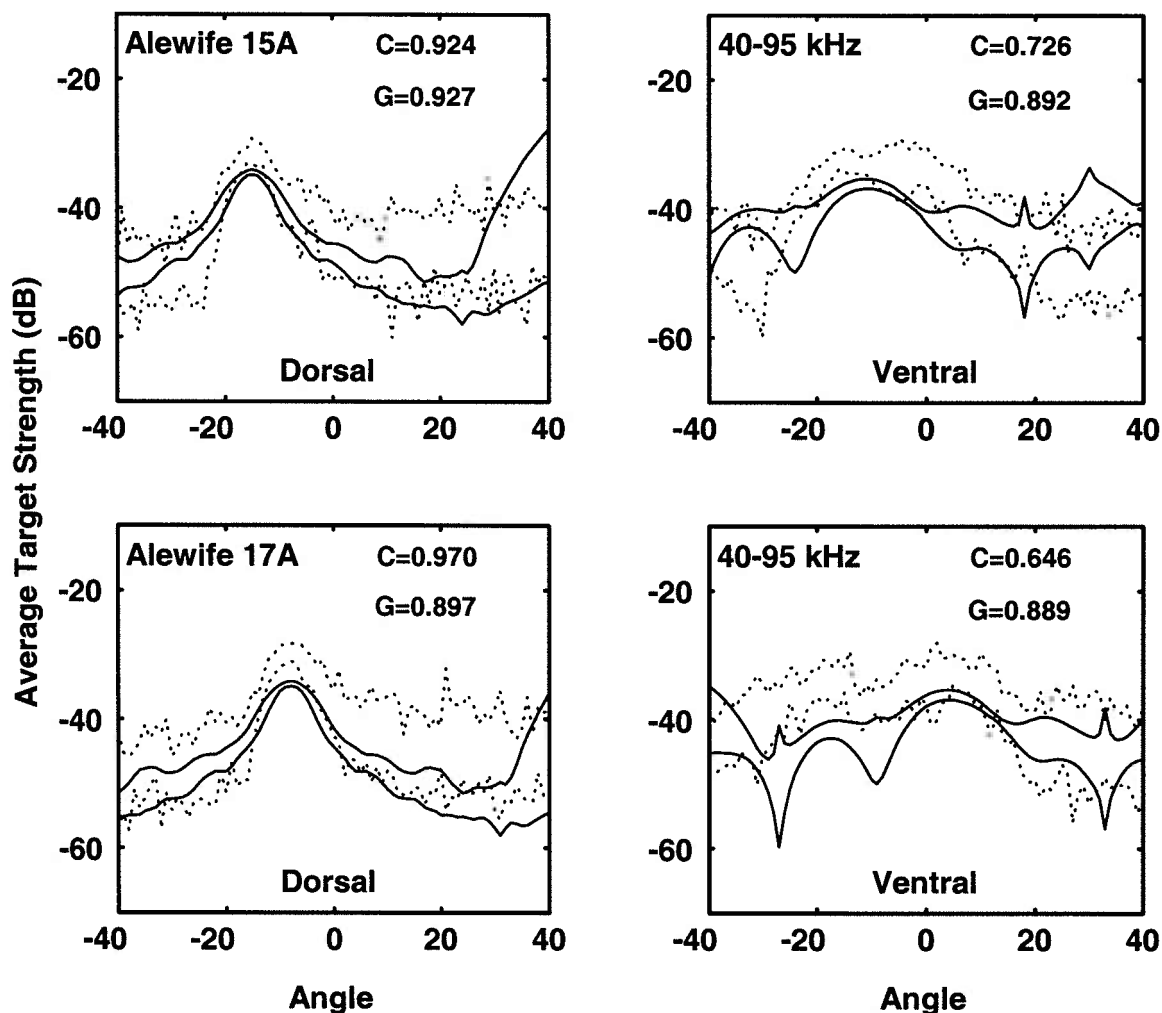 Average Target Strength (dB)
Alewife 15A
C=0.924
G=0.927
-20
-40
-60
Dorsal
-40 -20 0 20 40
40-95 kHz
C=0.726
G=0.892
-20
-40
-60
Ventral
-40 -20 0 20 40
Alewife 17A
C=0.970
G=0.897
-20
-40
-60
Dorsal
-40 -20 0 20 40
Angle
40-95 kHz
C=0.646
G=0.889
-20
-40
-60
Ventral
-40 -20 0 20 40
Angle